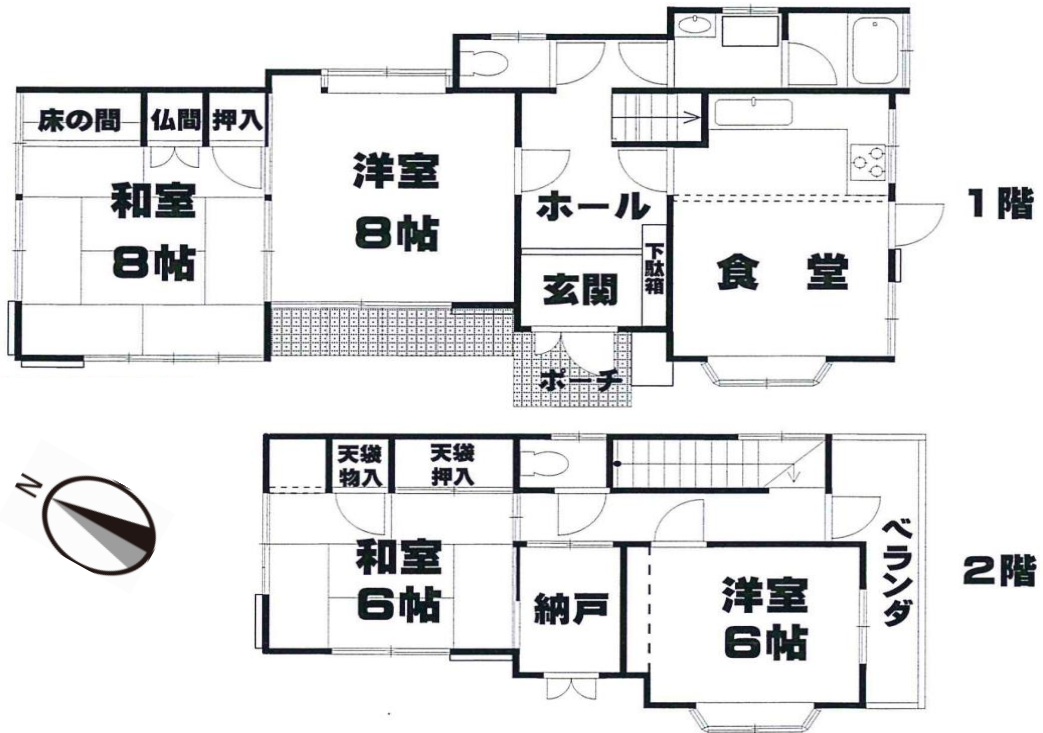 床の間
仏間
押入
和室
8帖
洋室
8帖
ホール
下駄箱
玄関
ポーチ
食堂
1階
N
天袋
物入
天袋
押入
和室
6帖
納戸
洋室
6帖
ベランダ
2階